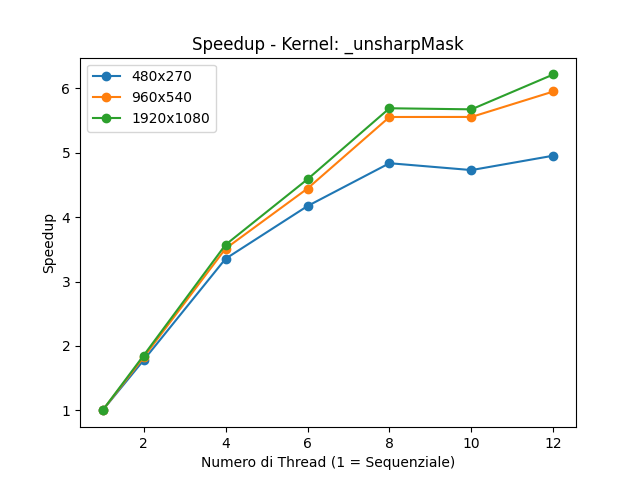 Speedup - Kernel: _unsharpMask
480x270
960x540
1920x1080
Speedup
6
5
4
3
2
1
2 4 6 8 10 12
Numero di Thread (1 = Sequenziale)